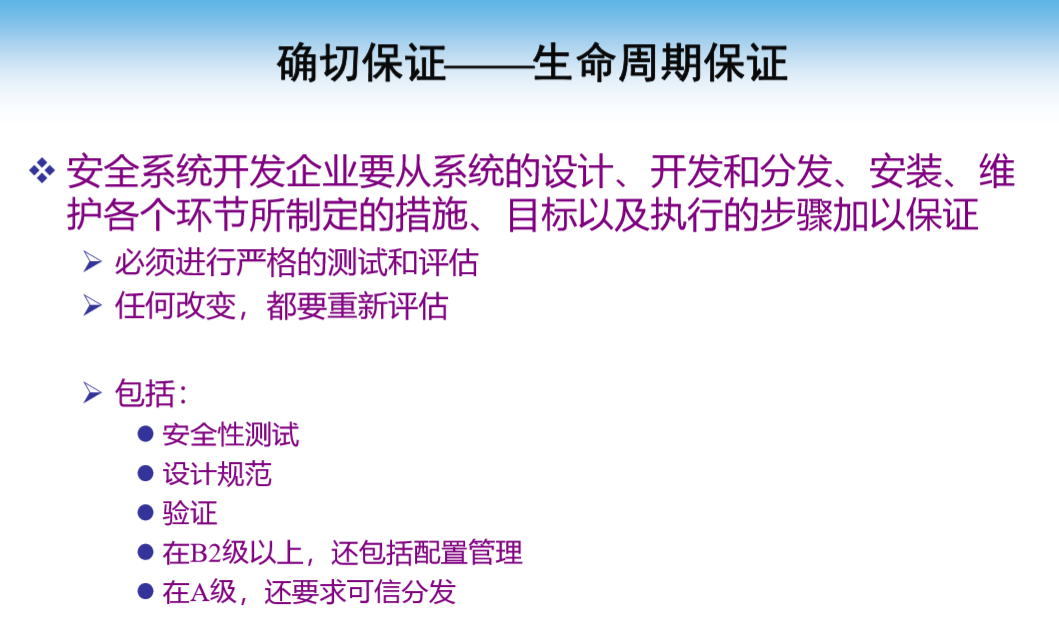 确切保证——生命周期保证
安全系统开发企业要从系统的设计、开发和分发、安装、维
护各个环节所制定的措施、目标以及执行的步骤加以保证
必须进行严格的测试和评估
任何改变，都要重新评估
包括：
安全性测试
设计规范
验证
在B2级以上，还包括配置管理
在A级，还要求可信分发